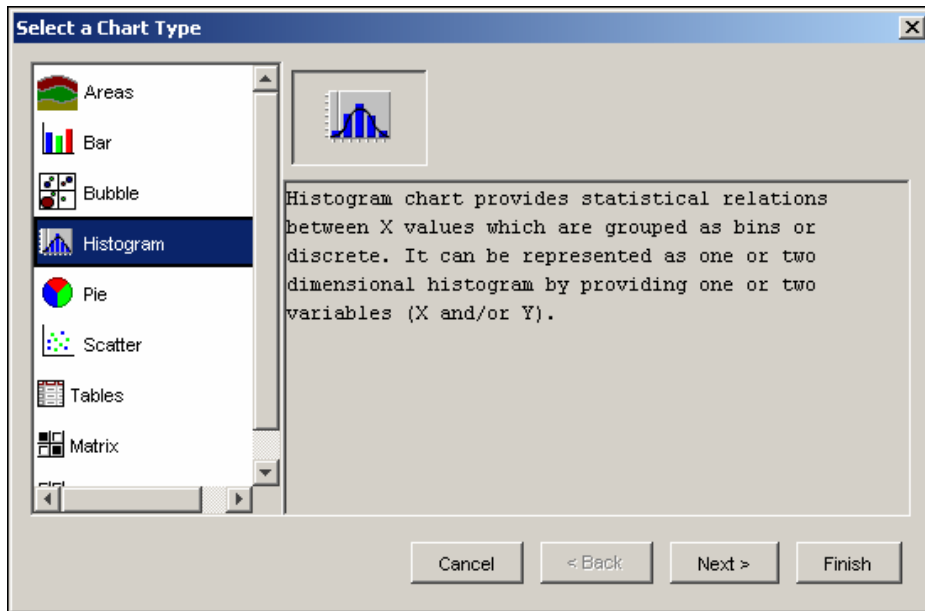 Select a Chart Type
Areas
Bar
Bubble
Histogram
Pie
Scatter
Tables
Matrix
Histogram chart provides statistical relations
between X values which are grouped as bins or
discrete. It can be represented as one or two
dimensional histogram by providing one or two
variables (X and/or Y).
Cancel
< Back
Next >
Finish